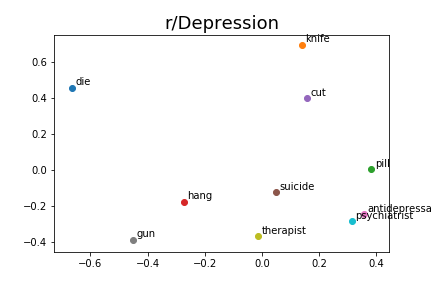 r/Depression
knife
die
cut
pill
suicide
hang
antidepressa
psychiatrist
therapist
gun
0.6
0.4
0.2
0.0
−0.2
−0.4
−0.6
−0.4
−0.2
0.0
0.2
0.4